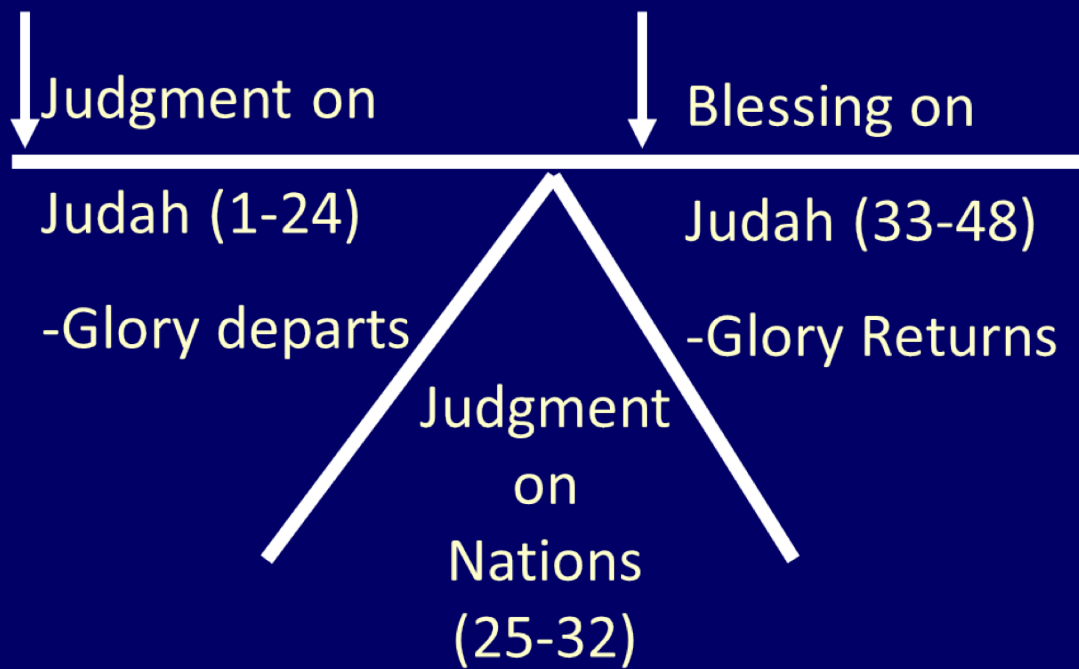 Judgment on
Judah (1-24)
-Glory departs
Judgment
on
Nations
(25-32)
Blessing on
Judah (33-48)
-Glory Returns